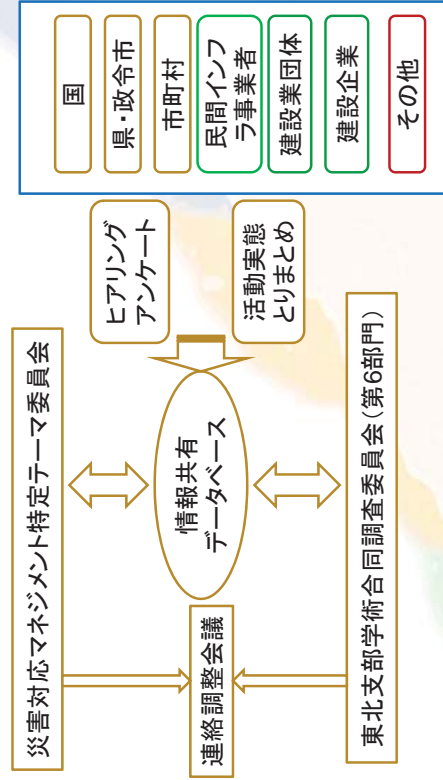 災害対応マネジメント特定テーマ委員会
連絡調整会議
情報共有
データベース
東北支部学術合同調査委員会(第6部門)
ヒアリング
アンケート
活動実態
とりまとめ
国
県・政令市
市町村
民間インフ
ラ事業者
建設業団体
建設企業
その他